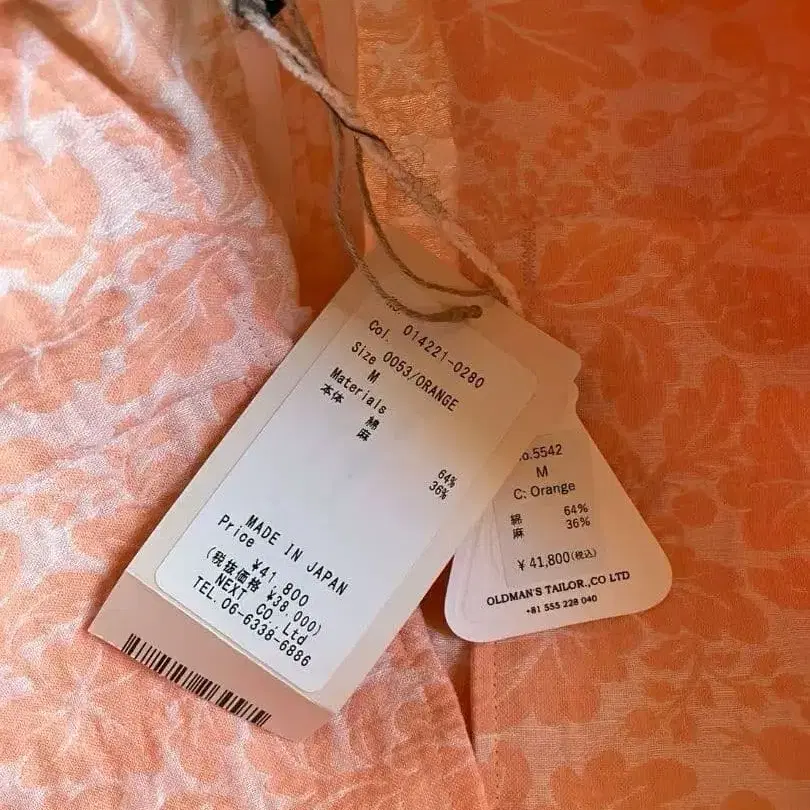 014221-0280
Col. 0053/ORANGE
Size M
Materials
本体 綿 64%
麻 36%
MADE IN JAPAN
Price ¥41,800
(税抜価格 ¥38,000)
NEXT CO.,Ltd
TEL.06-6338-6886
5542
M
C: Orange
綿 64%
麻 36%
¥ 41,800(税込)
OLDMAN'S TAILOR.,CO LTD
+81 555 228 040